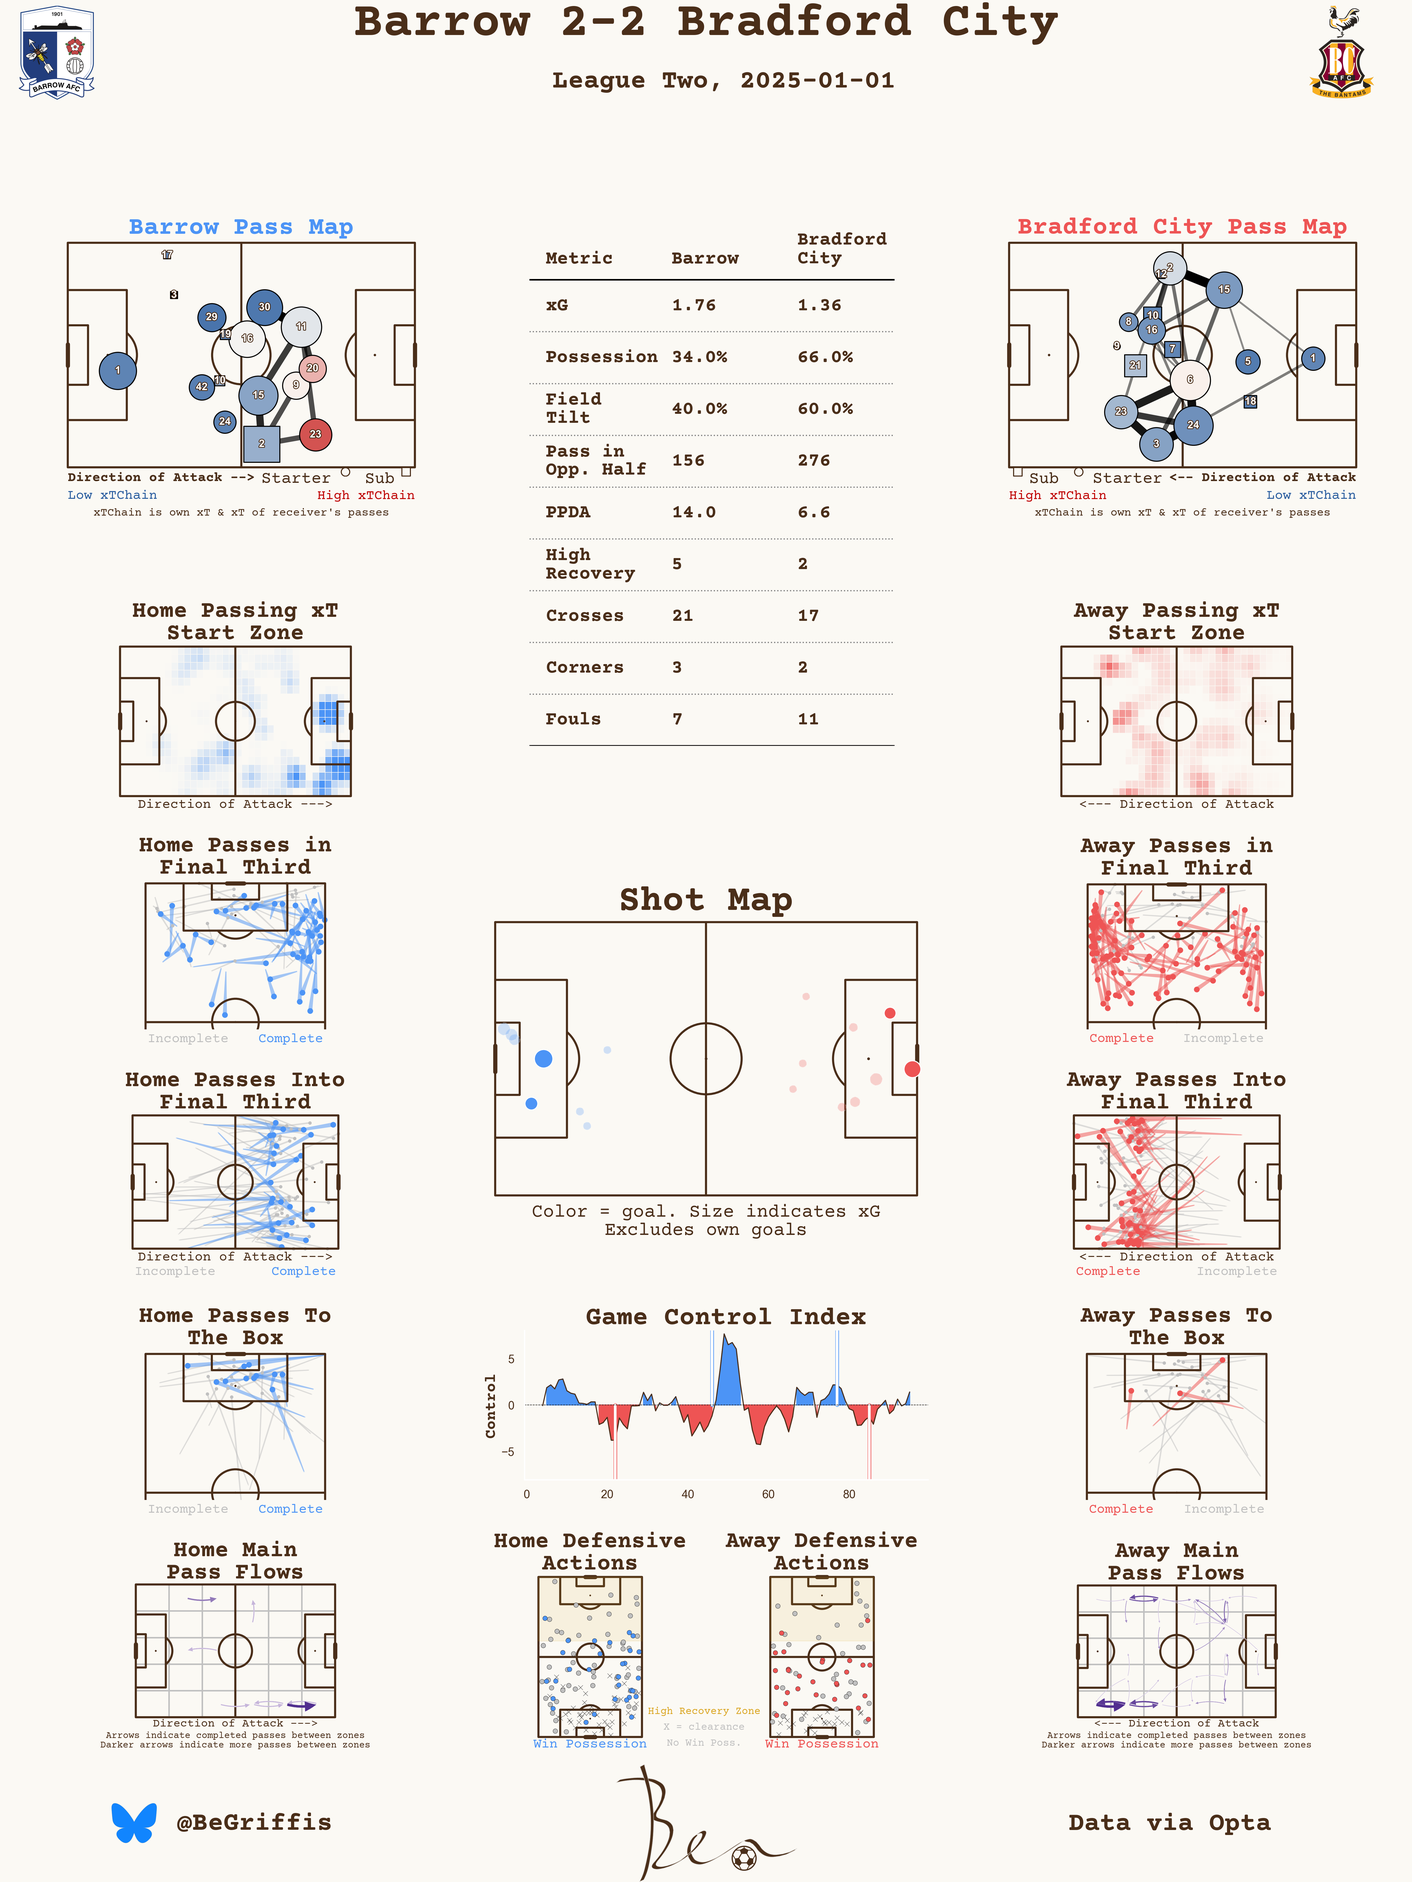 Barrow 2-2 Bradford City
League Two, 2025-01-01
1901
BARROW AFC
BC
AFC
THE BANTAMS
Barrow Pass Map
17
3
29
30
19
16
11
1
20
42
10
9
15
24
2
23
Direction of Attack --> Starter Sub
Low xTChain High xTChain
xTChain is own xT & xT of receiver's passes
Metric Barrow Bradford City
xG 1.76 1.36
Possession 34.0% 66.0%
Field Tilt 40.0% 60.0%
Pass in Opp. Half 156 276
PPDA 14.0 6.6
High Recovery 5 2
Crosses 21 17
Corners 3 2
Fouls 7 11
Bradford City Pass Map
2
12
15
8
10
16
9
7
21
5
1
6
18
23
24
3
Sub Starter <-- Direction of Attack
High xTChain Low xTChain
xTChain is own xT & xT of receiver's passes
Home Passing xT
Start Zone
Direction of Attack --->
Away Passing xT
Start Zone
<--- Direction of Attack
Home Passes in
Final Third
Incomplete Complete
Away Passes in
Final Third
Complete Incomplete
Shot Map
Color = goal. Size indicates xG
Excludes own goals
Home Passes Into
Final Third
Direction of Attack --->
Incomplete Complete
Away Passes Into
Final Third
<--- Direction of Attack
Complete Incomplete
Home Passes To
The Box
Incomplete Complete
Game Control Index
Control
5
0
−5
0 20 40 60 80
Away Passes To
The Box
Complete Incomplete
Home Main
Pass Flows
Direction of Attack --->
Arrows indicate completed passes between zones
Darker arrows indicate more passes between zones
Home Defensive
Actions
Win Possession
High Recovery Zone
X = clearance
No Win Poss.
Away Defensive
Actions
Win Possession
Away Main
Pass Flows
<--- Direction of Attack
Arrows indicate completed passes between zones
Darker arrows indicate more passes between zones
@BeGriffis
Ben
Data via Opta